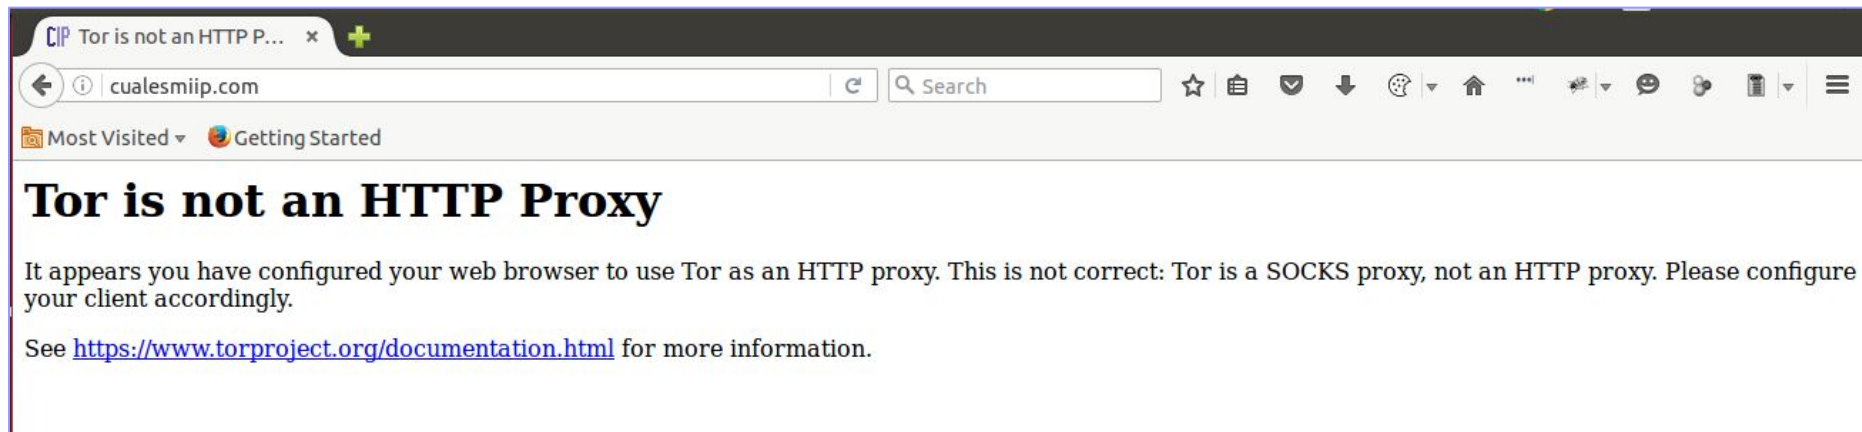 CIP Tor is not an HTTP P... ×
cualesmiip.com
Search
Most Visited
Getting Started
Tor is not an HTTP Proxy
It appears you have configured your web browser to use Tor as an HTTP proxy. This is not correct: Tor is a SOCKS proxy, not an HTTP proxy. Please configure
your client accordingly.
See https://www.torproject.org/documentation.html for more information.